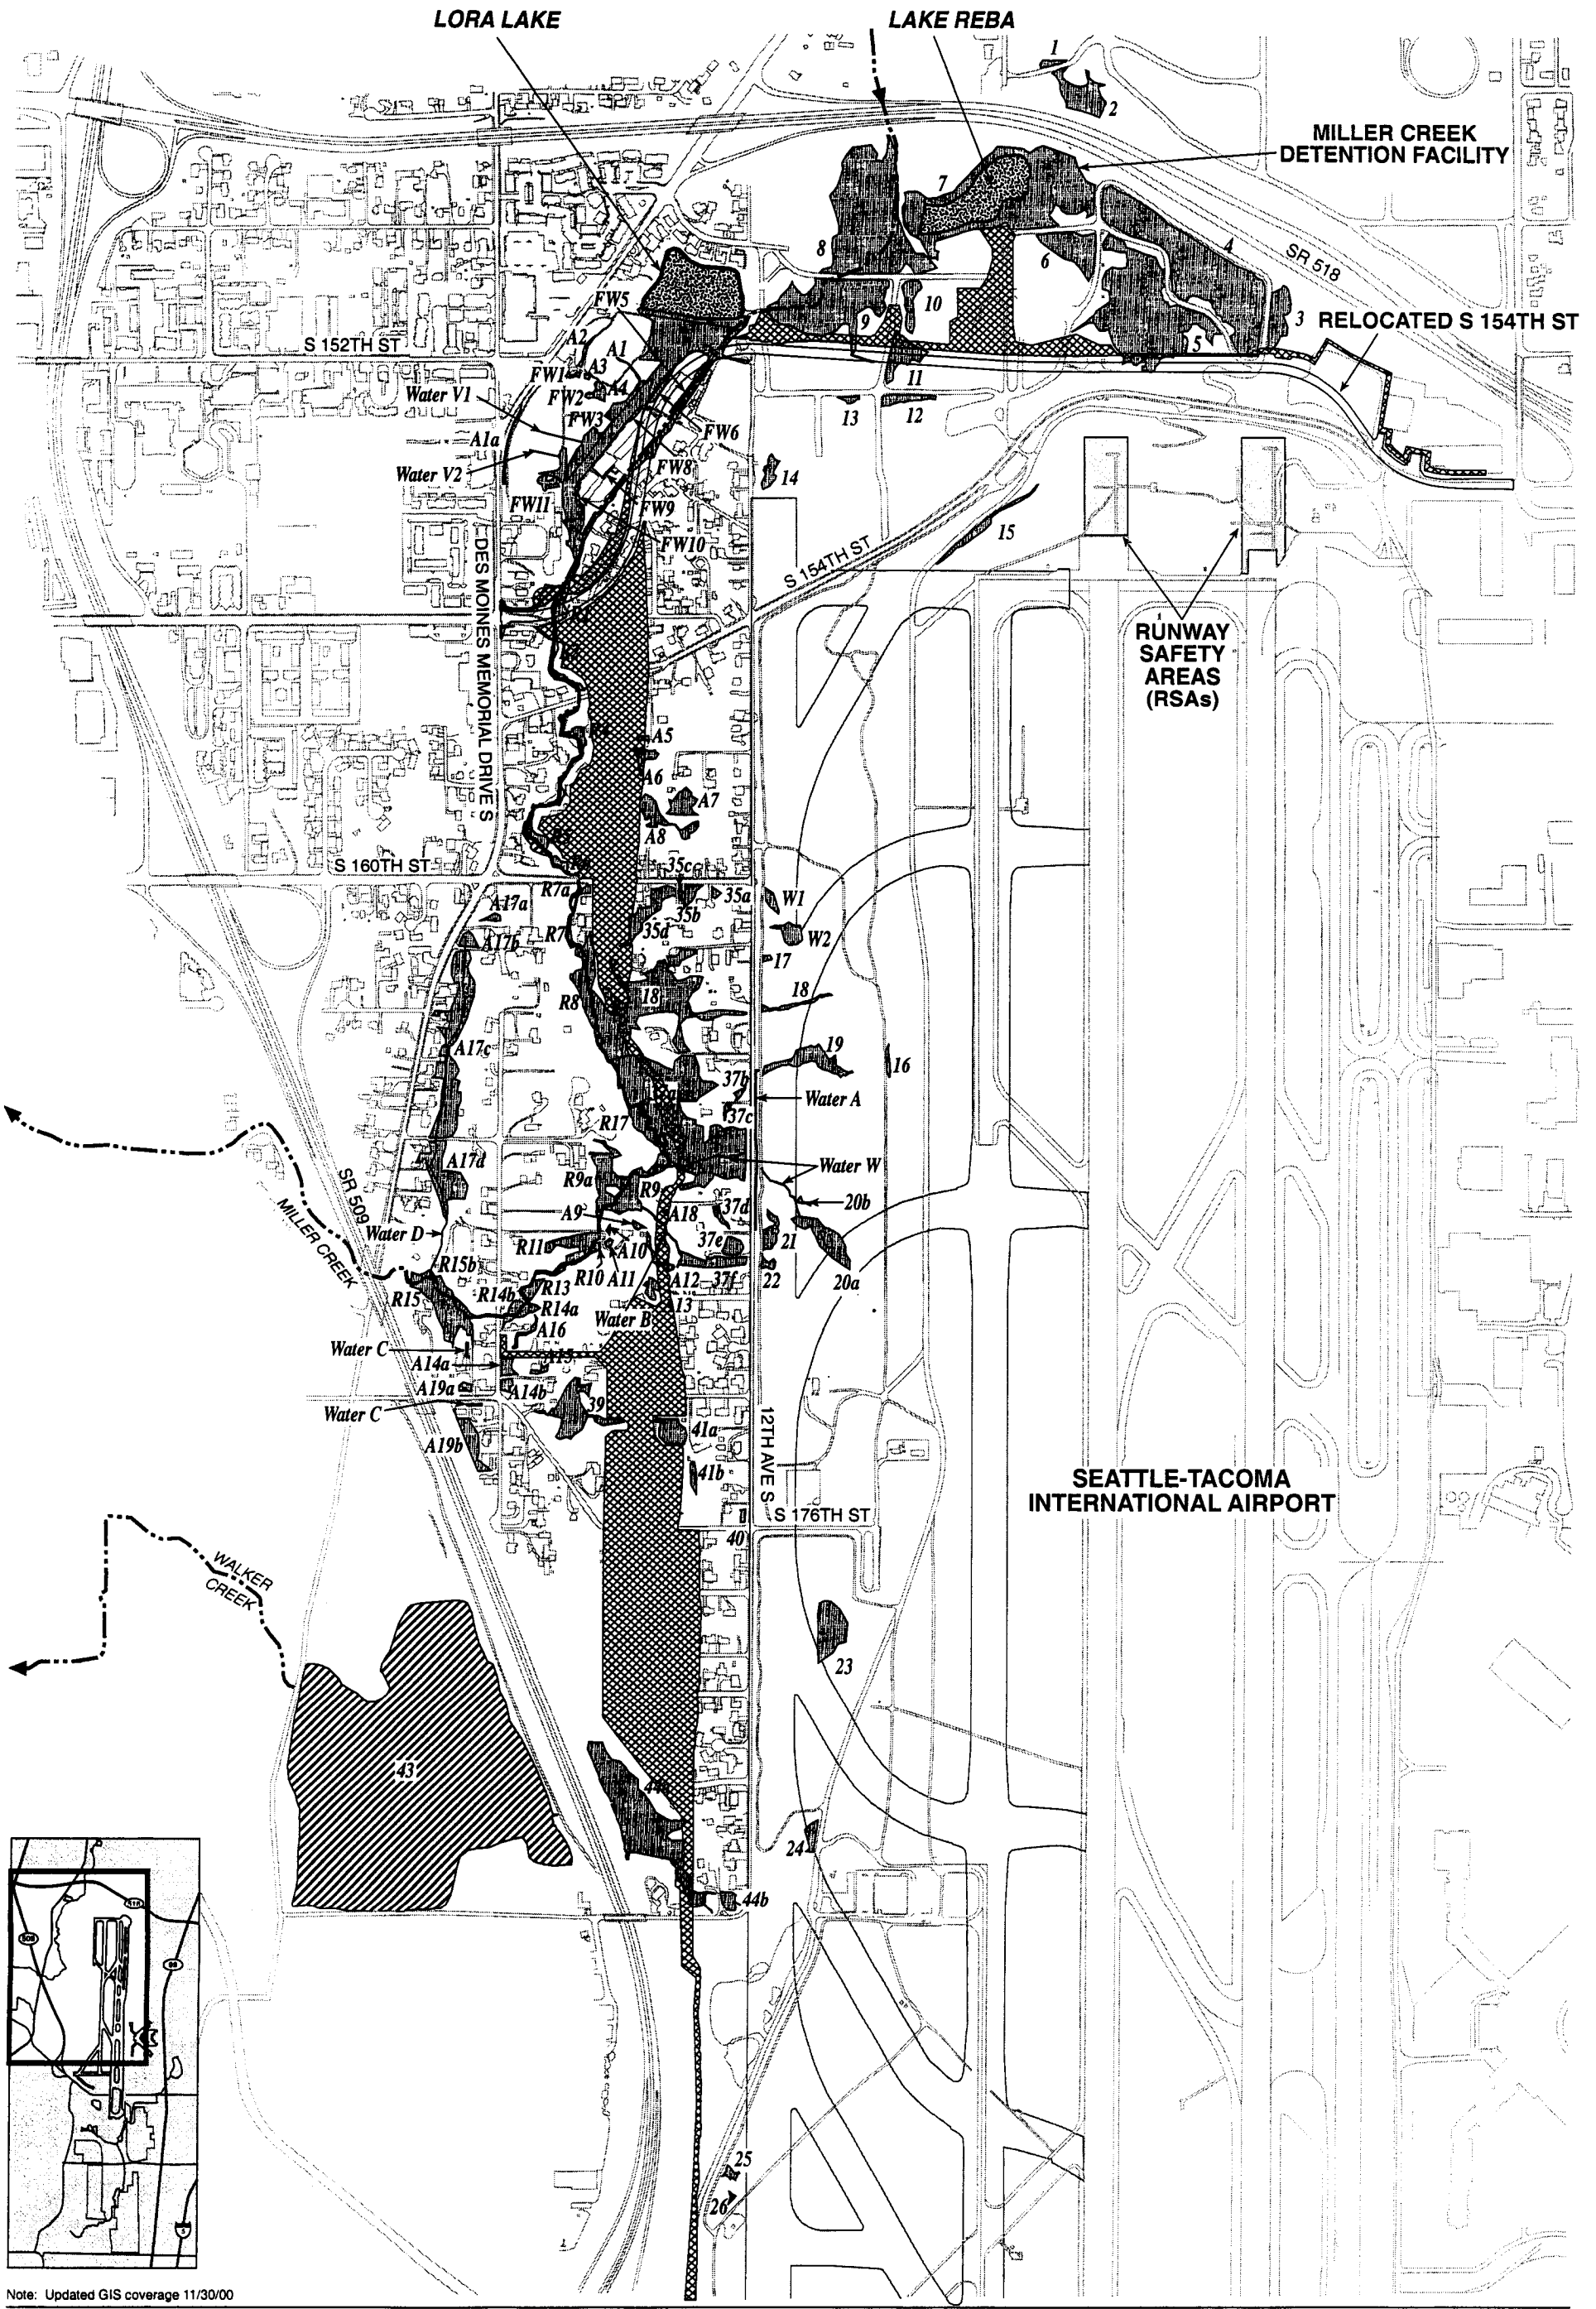 LORA LAKE
LAKE REBA
1
2
MILLER CREEK
DETENTION FACILITY
7
8
4
6
SR 518
FW5
10
9
3
RELOCATED S 154TH ST
A2
S 152TH ST
A1
5
FW1
A3
A4
11
FW2
Water V1
13
12
FW3
A1a
FW6
Water V2
FW8
14
FW11
FW9
15
FW10
DES MOINES MEMORIAL DRIVE S
S 154TH ST
RUNWAY
SAFETY
AREAS
(RSAs)
A5
A6
A7
A8
S 160TH ST
35c
R7a
35a
W1
A17a
35b
R7
35d
W2
A17b
17
18
18
R8
19
A17c
16
37b
Water A
37c
R17
A17d
Water W
R9a
R9
SR 509
37d
20b
A9
A18
MILLER CREEK
Water D
37e
21
R11
A10
R15b
R10
A11
A12
37f
22
20a
R13
R14b
R15
R14a
Water B
A16
Water C
A15
A14a
A19a
A14b
39
Water C
41a
A19b
12TH AVE S
41b
SEATTLE-TACOMA
INTERNATIONAL AIRPORT
S 176TH ST
40
WALKER
CREEK
23
43
24
44b
25
26
Note: Updated GIS coverage 11/30/00